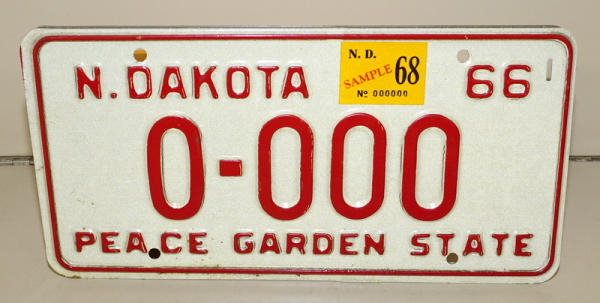 N. DAKOTA
N. D.
SAMPLE 68
No 000000
66
0-000
PEACE GARDEN STATE